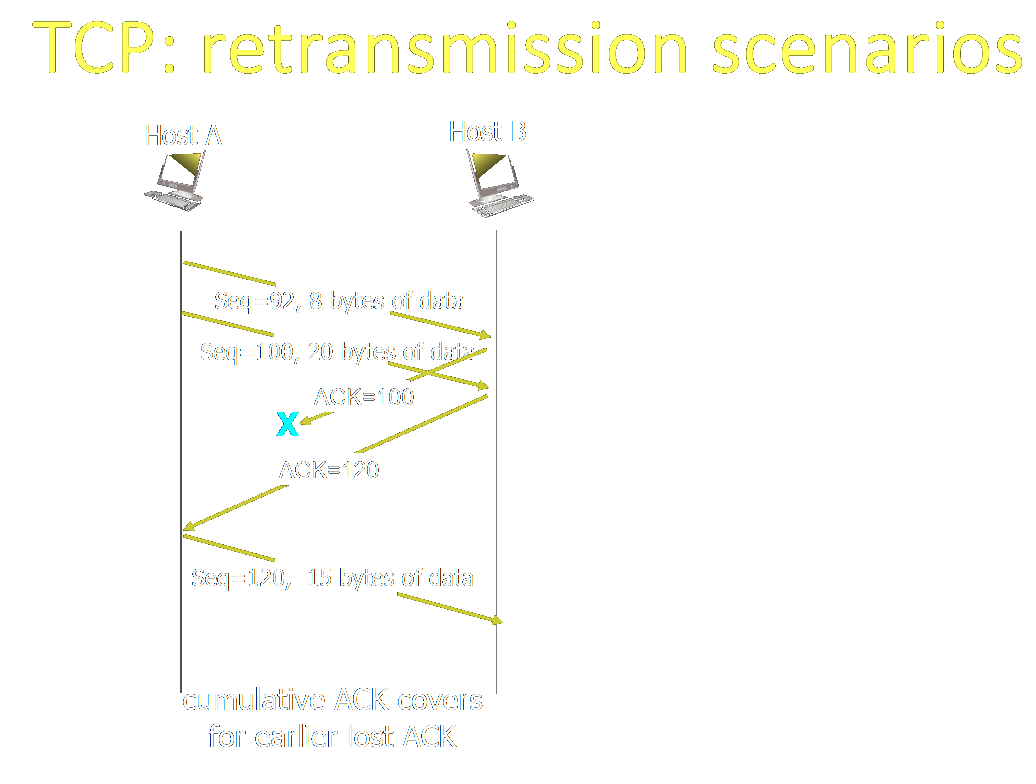 TCP: retransmission scenarios
Host A
Host B
Seq=92, 8 bytes of data
Seq=100, 20 bytes of data
ACK=100
X
ACK=120
Seq=120,  15 bytes of data
cumulative ACK covers
for earlier lost ACK